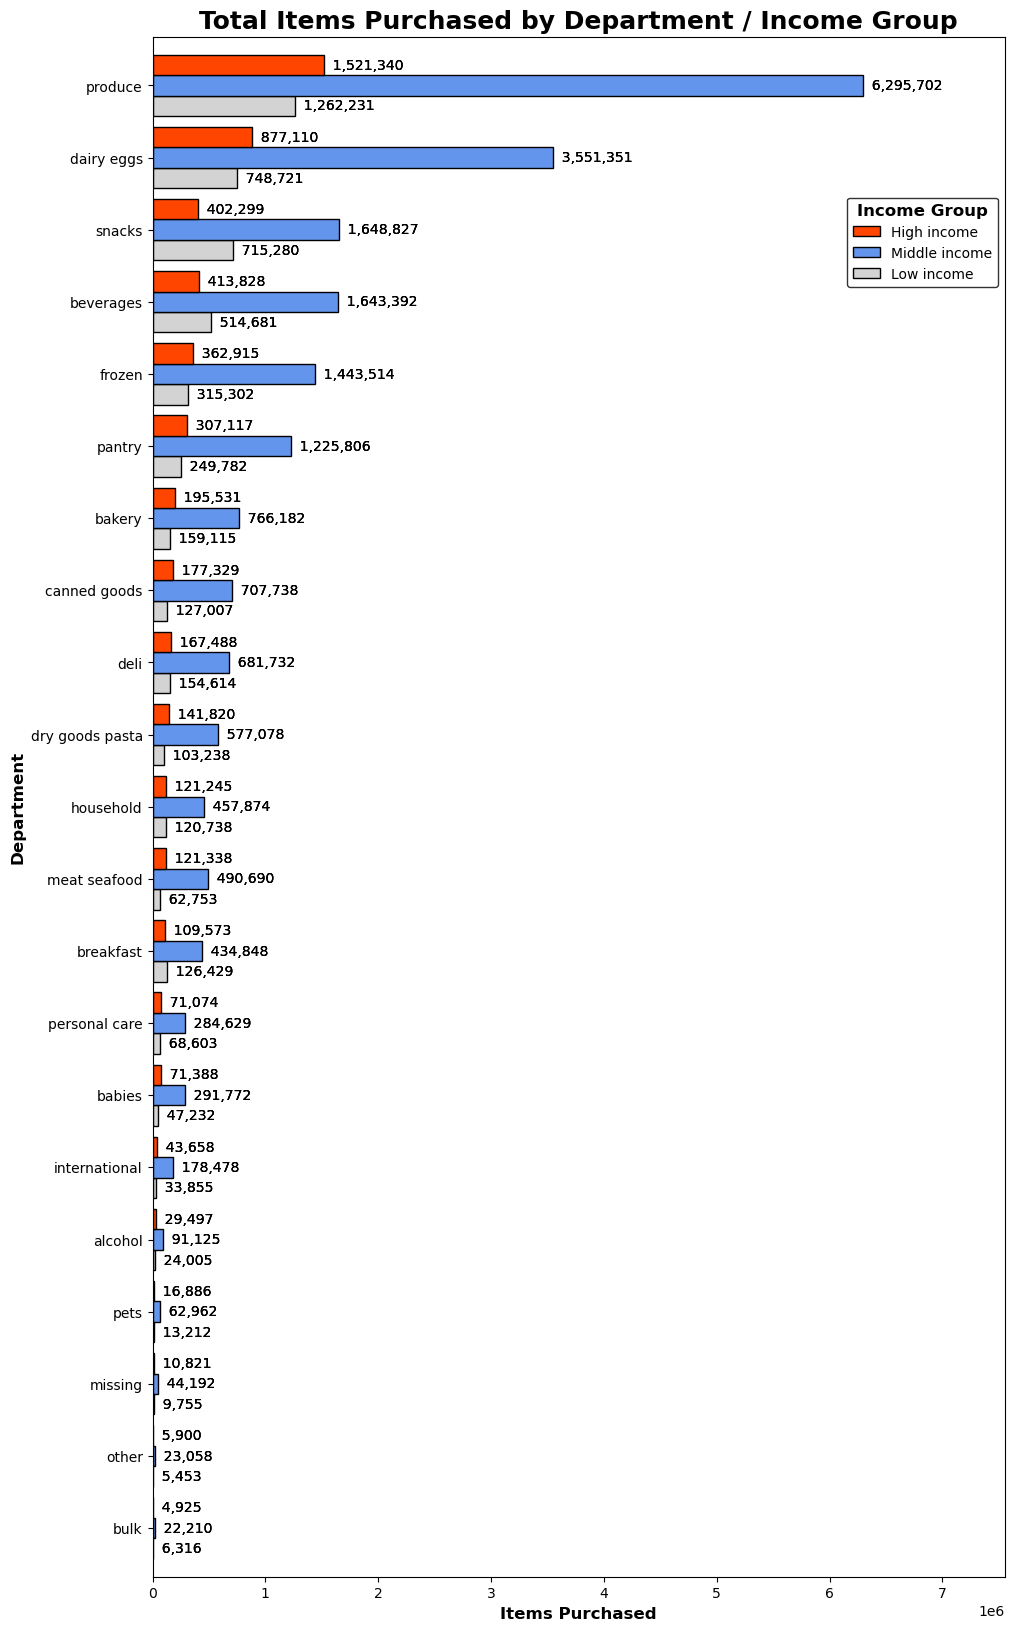 Total Items Purchased by Department / Income Group
1,521,340
produce
6,295,702
1,262,231
877,110
dairy eggs
3,551,351
748,721
402,299
snacks
1,648,827
715,280
Income Group
High income
Middle income
Low income
413,828
beverages
1,643,392
514,681
362,915
frozen
1,443,514
315,302
307,117
pantry
1,225,806
249,782
195,531
bakery
766,182
159,115
177,329
canned goods
707,738
127,007
167,488
deli
681,732
154,614
141,820
dry goods pasta
577,078
103,238
121,245
household
457,874
120,738
Department
121,338
meat seafood
490,690
62,753
109,573
breakfast
434,848
126,429
71,074
personal care
284,629
68,603
71,388
babies
291,772
47,232
43,658
international
178,478
33,855
29,497
alcohol
91,125
24,005
16,886
pets
62,962
13,212
10,821
missing
44,192
9,755
5,900
other
23,058
5,453
4,925
bulk
22,210
6,316
0 1 2 3 4 5 6 7
1e6
Items Purchased